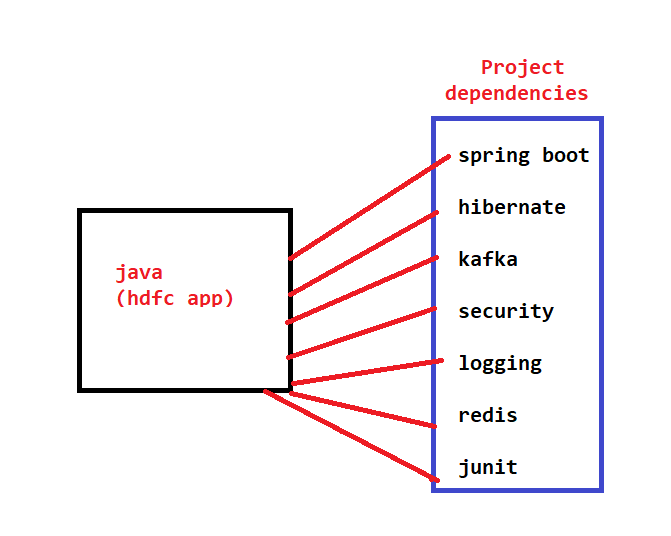 Project
dependencies
spring boot
hibernate
kafka
security
logging
redis
junit
java
(hdfc app)